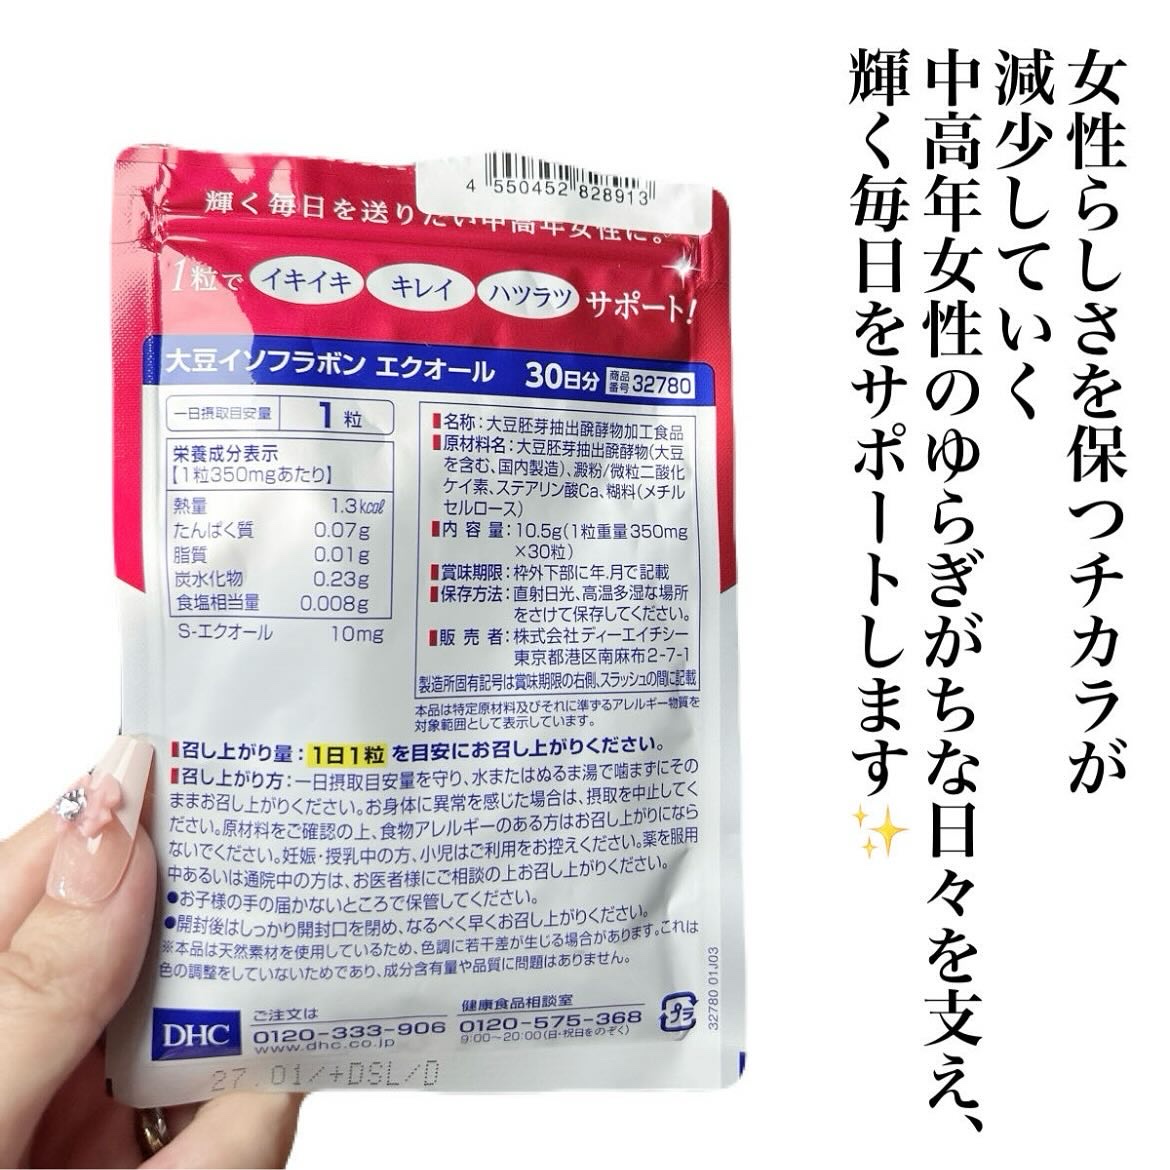 女性らしさを保つチカラが
減少していく
中高年女性のゆらぎがちな日々を支え、
輝く毎日をサポートします✨
4 550452 828913
輝く毎日を送りたい中高年女性に。
1粒で イキイキ キレイ ハツラツ サポート!
大豆イソフラボン エクオール 30日分 商品番号 32780
一日摂取目安量 1粒
栄養成分表示
【1粒350mgあたり】
熱量 1.3kcal
たんぱく質 0.07g
脂質 0.01g
炭水化物 0.23g
食塩相当量 0.008g
S-エクオール 10mg
名称:大豆胚芽抽出醗酵物加工食品
原材料名:大豆胚芽抽出醗酵物(大豆
を含む、国内製造)、澱粉/微粒二酸化
ケイ素、ステアリン酸Ca、糊料(メチル
セルロース)
内容量:10.5g(1粒重量350mg
×30粒)
賞味期限:枠外下部に年.月で記載
保存方法:直射日光、高温多湿な場所
をさけて保存してください。
販売者:株式会社ディーエイチシー
東京都港区南麻布2-7-1
製造所固有記号は賞味期限の右側、スラッシュの間に記載
本品は特定原材料及びそれに準ずるアレルギー物質を
対象範囲として表示しています。
召し上がり量:1日1粒を目安にお召し上がりください。
召し上がり方:一日摂取目安量を守り、水またはぬるま湯で噛まずにその
ままお召し上がりください。お身体に異常を感じた場合は、摂取を中止してく
ださい。原材料をご確認の上、食物アレルギーのある方はお召し上がりになら
ないでください。妊娠・授乳中の方、小児はご利用をお控えください。薬を服用
中あるいは通院中の方は、お医者様にご相談の上お召し上がりください。
●お子様の手の届かないところで保管してください。
●開封後はしっかり開封口を閉め、なるべく早くお召し上がりください。
※本品は天然素材を使用しているため、色調に若干差が生じる場合があります。これは
色の調整をしていないためであり、成分含有量や品質に問題はありません。
DHC
ご注文は
0120-333-906
www.dhc.co.jp
健康食品相談室
0120-575-368
9:00〜20:00(日・祝日をのぞく)
プラ
32780 01J03
27.01/+DSL/D